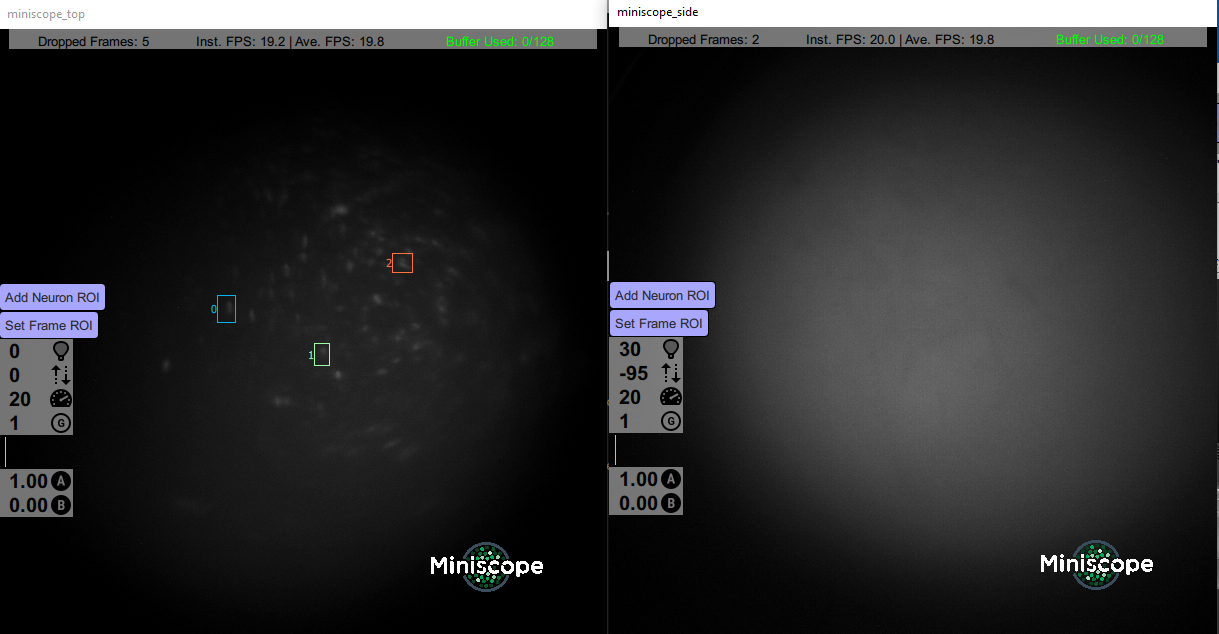 miniscope_top
Dropped Frames: 5 Inst. FPS: 19.2 | Ave. FPS: 19.8 Buffer Used: 0/128
2
0
1
Add Neuron ROI
Set Frame ROI
0
0
20
1 G
1.00 A
0.00 B
Miniscope
miniscope_side
Dropped Frames: 2 Inst. FPS: 20.0 | Ave. FPS: 19.8 Buffer Used: 0/128
Add Neuron ROI
Set Frame ROI
30
-95
20
1 G
1.00 A
0.00 B
Miniscope